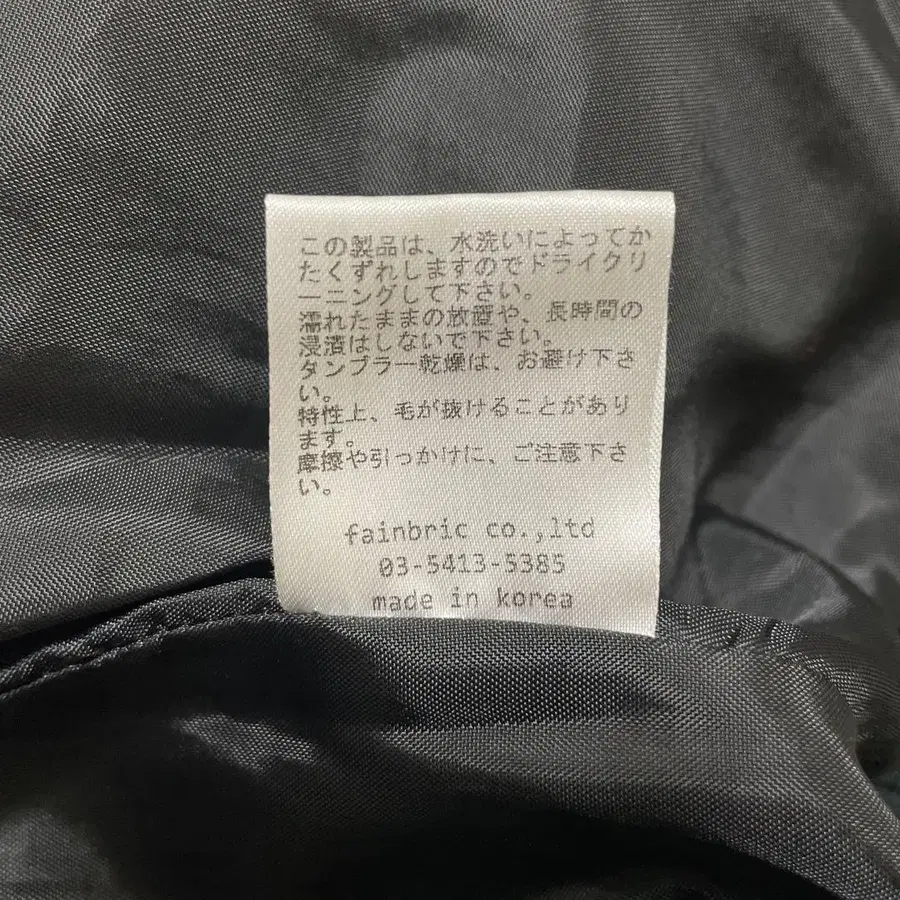 この製品は、水洗いによってか
たくずれしますのでドライクリ
ーニングして下さい。
濡れたままの放置や、長時間の
浸漬はしないで下さい。
タンブラー乾燥は、お避け下さ
い。
特性上、毛が抜けることがあり
ます。
摩擦や引っかけに、ご注意下さ
い。
fainbric co.,ltd
03-5413-5385
made in korea